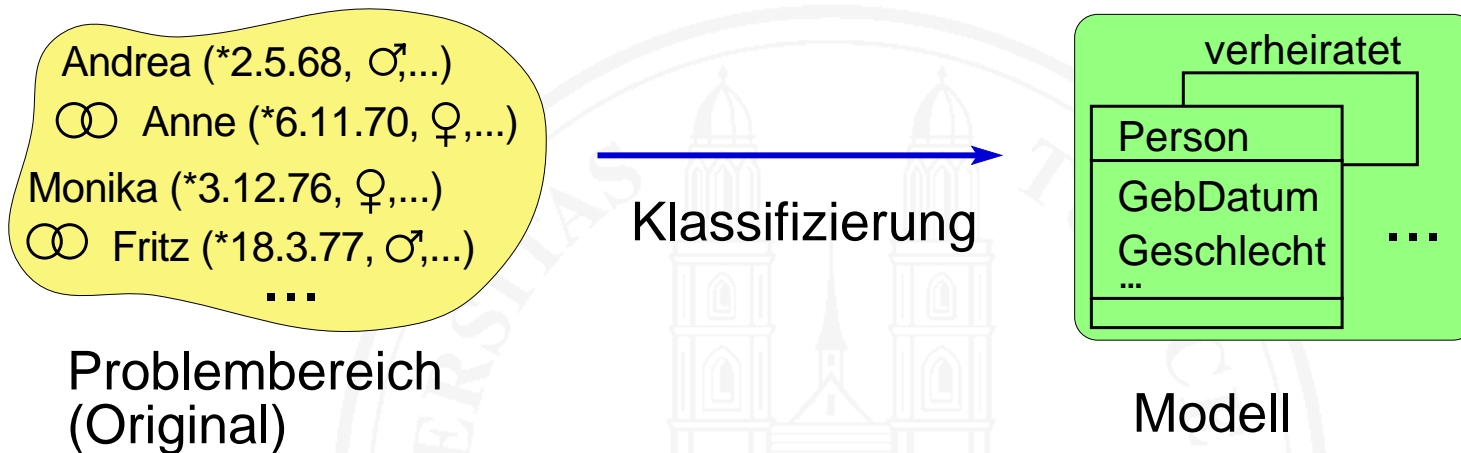 Andrea (*2.5.68, ♂,...)
⚭ Anne (*6.11.70, ♀,...)
Monika (*3.12.76, ♀,...)
⚭ Fritz (*18.3.77, ♂,...)
...
Problembereich
(Original)
Klassifizierung
verheiratet
Person
GebDatum
Geschlecht
...
...
Modell